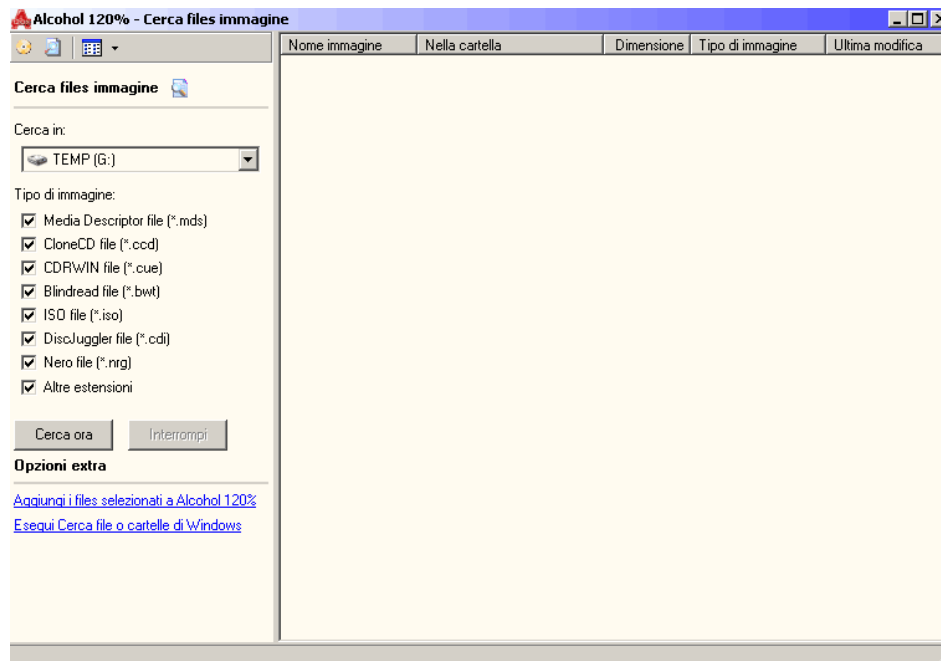 Alcohol 120% - Cerca files immagine
Nome immagine Nella cartella Dimensione Tipo di immagine Ultima modifica
Cerca files immagine
Cerca in:
TEMP (G:)
Tipo di immagine:
Media Descriptor file (*.mds)
CloneCD file (*.ccd)
CDRWIN file (*.cue)
Blindread file (*.bwt)
ISO file (*.iso)
DiscJuggler file (*.cdi)
Nero file (*.nrg)
Altre estensioni
Cerca ora Interrompi
Opzioni extra
Aggiungi i files selezionati a Alcohol 120%
Esegui Cerca file o cartelle di Windows